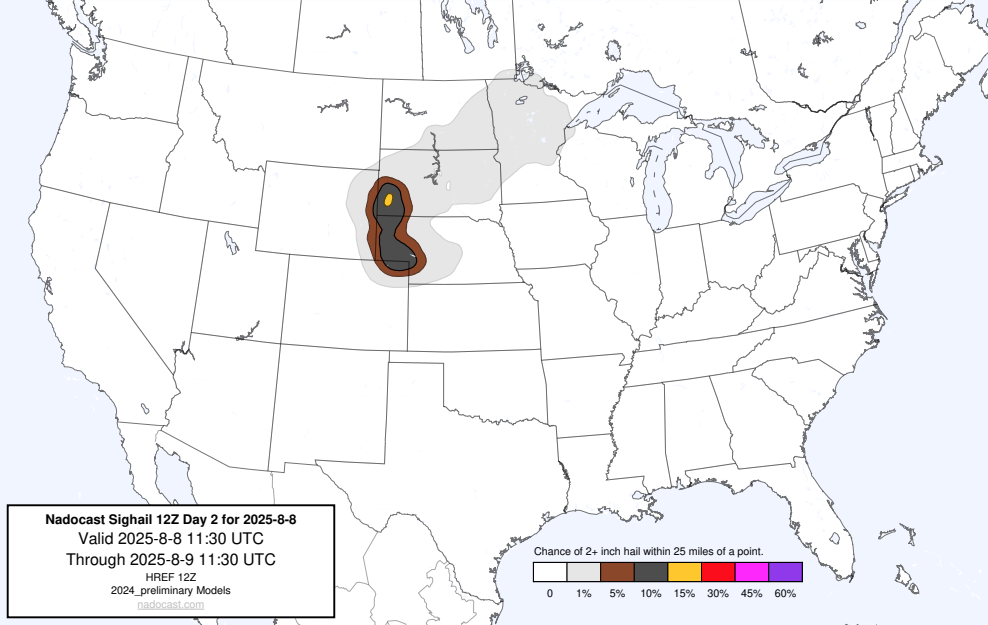 Nadocast Sighail 12Z Day 2 for 2025-8-8
Valid 2025-8-8 11:30 UTC
Through 2025-8-9 11:30 UTC
HREF 12Z
2024_preliminary Models
nadocast.com
Chance of 2+ inch hail within 25 miles of a point.
0 1% 5% 10% 15% 30% 45% 60%